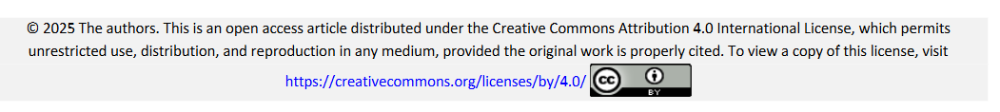 © 2025 The authors. This is an open access article distributed under the Creative Commons Attribution 4.0 International License, which permits
unrestricted use, distribution, and reproduction in any medium, provided the original work is properly cited. To view a copy of this license, visit
https://creativecommons.org/licenses/by/4.0/ cc BY